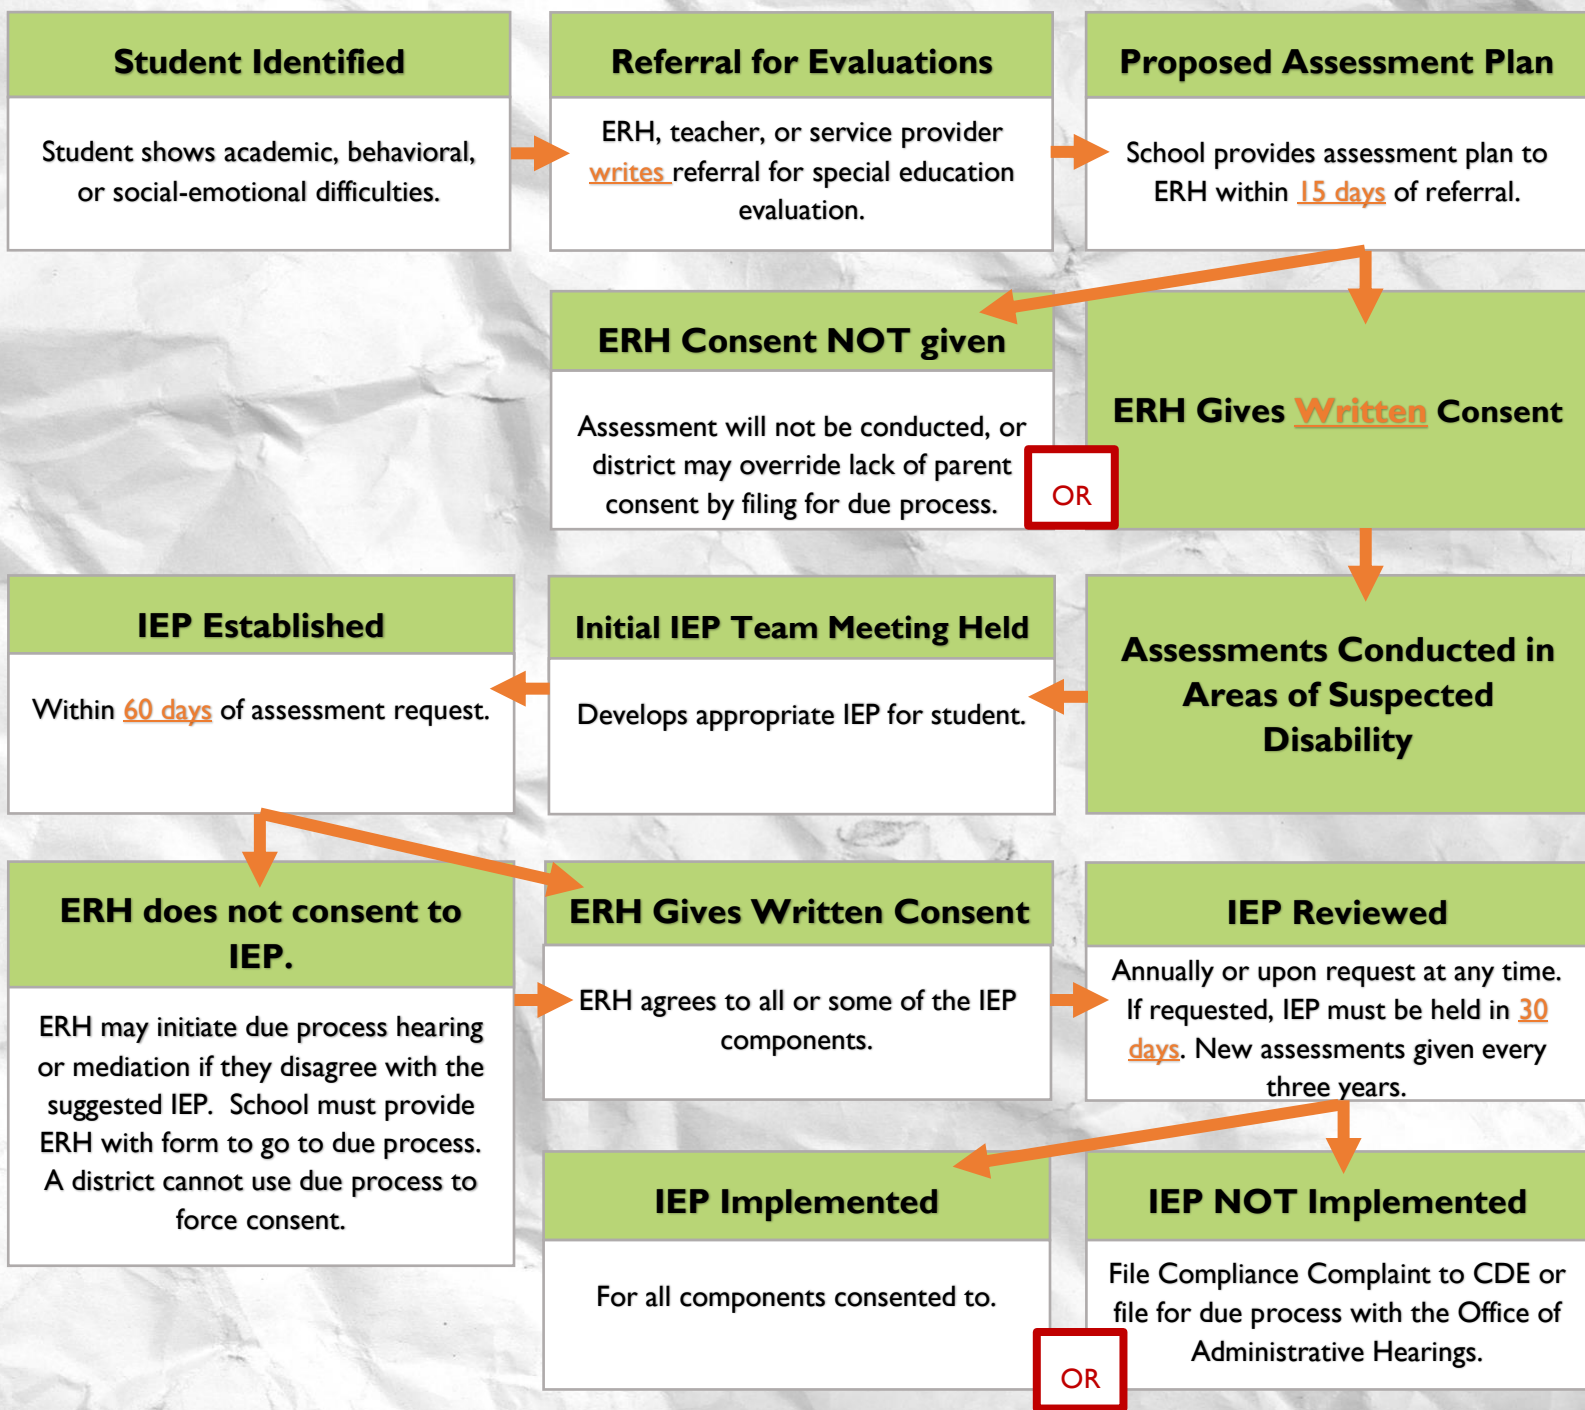 Student Identified
Student shows academic, behavioral,
or social-emotional difficulties.
Referral for Evaluations
ERH, teacher, or service provider
writes referral for special education
evaluation.
Proposed Assessment Plan
School provides assessment plan to
ERH within 15 days of referral.
ERH Consent NOT given
Assessment will not be conducted, or
district may override lack of parent
consent by filing for due process.
OR
ERH Gives Written Consent
IEP Established
Within 60 days of assessment request.
Initial IEP Team Meeting Held
Develops appropriate IEP for student.
Assessments Conducted in
Areas of Suspected
Disability
ERH does not consent to
IEP.
ERH may initiate due process hearing
or mediation if they disagree with the
suggested IEP. School must provide
ERH with form to go to due process.
A district cannot use due process to
force consent.
ERH Gives Written Consent
ERH agrees to all or some of the IEP
components.
IEP Reviewed
Annually or upon request at any time.
If requested, IEP must be held in 30
days. New assessments given every
three years.
IEP Implemented
For all components consented to.
OR
IEP NOT Implemented
File Compliance Complaint to CDE or
file for due process with the Office of
Administrative Hearings.